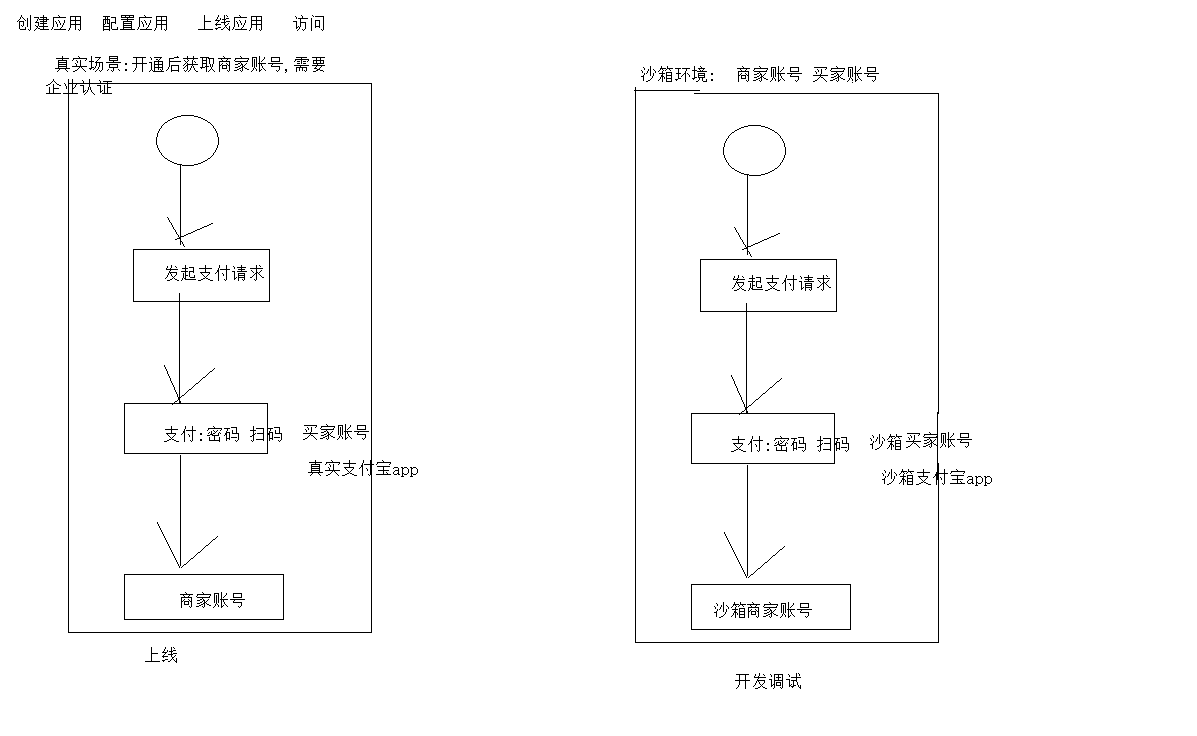 创建应用 配置应用 上线应用 访问
真实场景:开通后获取商家账号,需要
企业认证
发起支付请求
支付:密码 扫码 买家账号
真实支付宝app
商家账号
上线
沙箱环境: 商家账号 买家账号
发起支付请求
支付:密码 扫码 沙箱买家账号
沙箱支付宝app
沙箱商家账号
开发调试